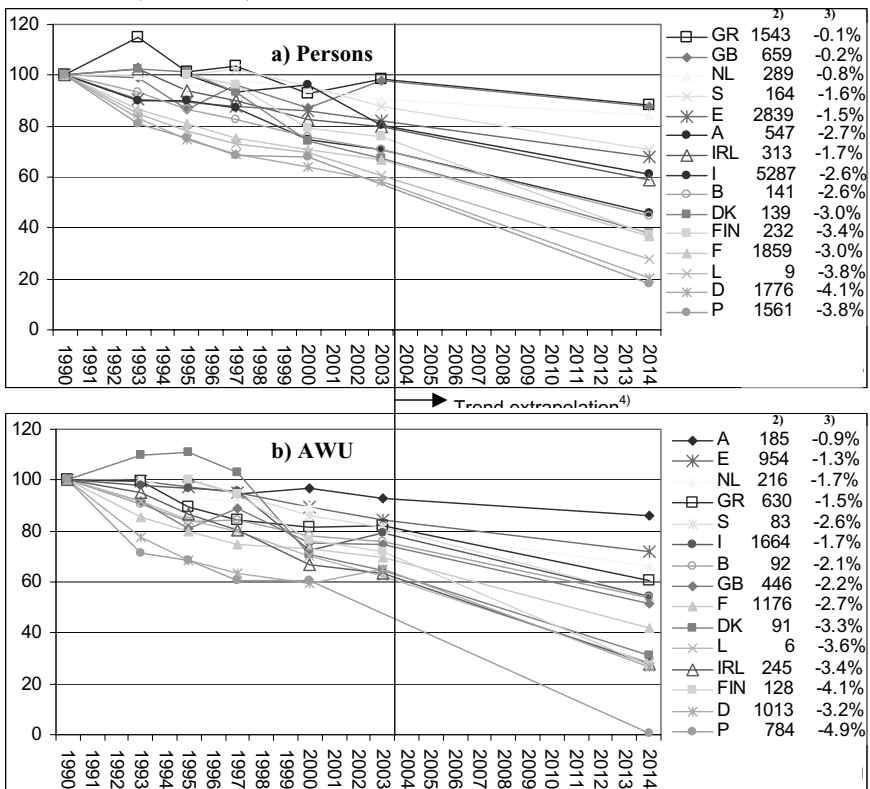 120
100
80
60
40
20
0
a) Persons
2) 3)
GR 1543 -0.1%
GB 659 -0.2%
NL 289 -0.8%
S 164 -1.6%
E 2839 -1.5%
A 547 -2.7%
IRL 313 -1.7%
I 5287 -2.6%
B 141 -2.6%
DK 139 -3.0%
FIN 232 -3.4%
F 1859 -3.0%
L 9 -3.8%
D 1776 -4.1%
P 1561 -3.8%
1990 1991 1992 1993 1994 1995 1996 1997 1998 1999 2000 2001 2002 2003 2004 2005 2006 2007 2008 2009 2010 2011 2012 2013 2014
Trend extrapolation4)
120
100
80
60
40
20
0
b) AWU
2) 3)
A 185 -0.9%
E 954 -1.3%
NL 216 -1.7%
GR 630 -1.5%
S 83 -2.6%
I 1664 -1.7%
B 92 -2.1%
GB 446 -2.2%
F 1176 -2.7%
DK 91 -3.3%
L 6 -3.6%
IRL 245 -3.4%
FIN 128 -4.1%
D 1013 -3.2%
P 784 -4.9%
1990 1991 1992 1993 1994 1995 1996 1997 1998 1999 2000 2001 2002 2003 2004 2005 2006 2007 2008 2009 2010 2011 2012 2013 2014